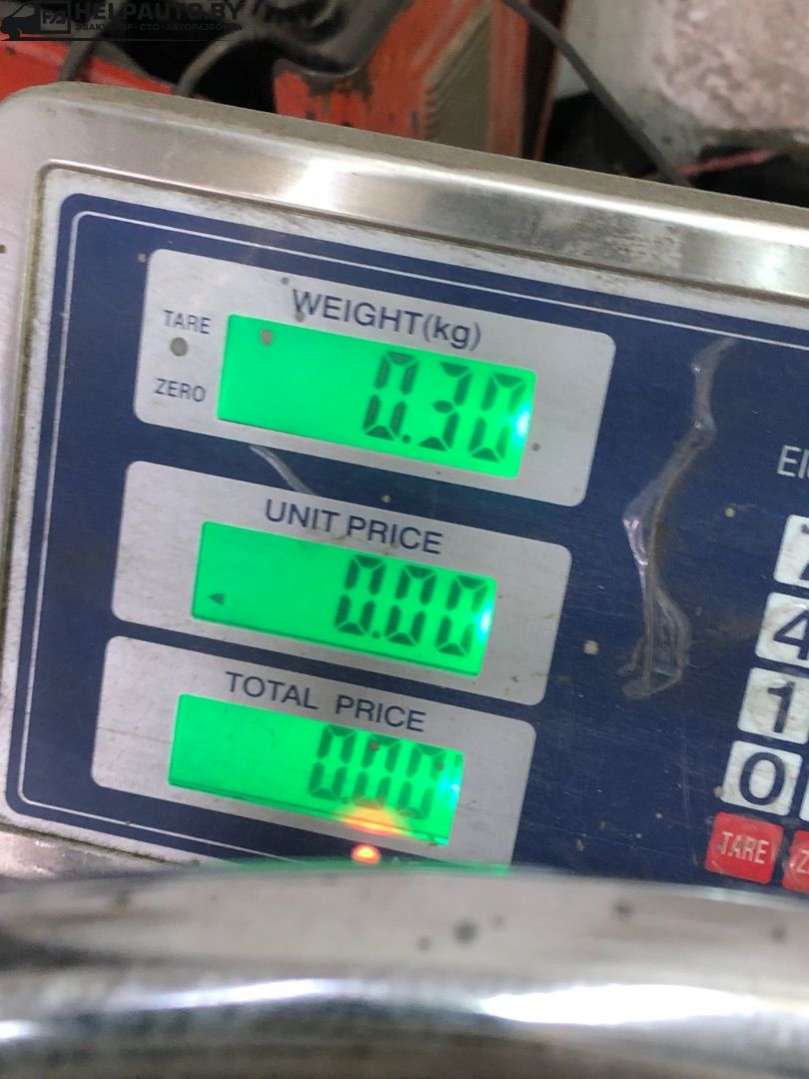 HELPAUTO.BY
WEIGHT(kg)
TARE
ZERO
0.30
UNIT PRICE
0.00
TOTAL PRICE
0.00
4
1
0
TARE